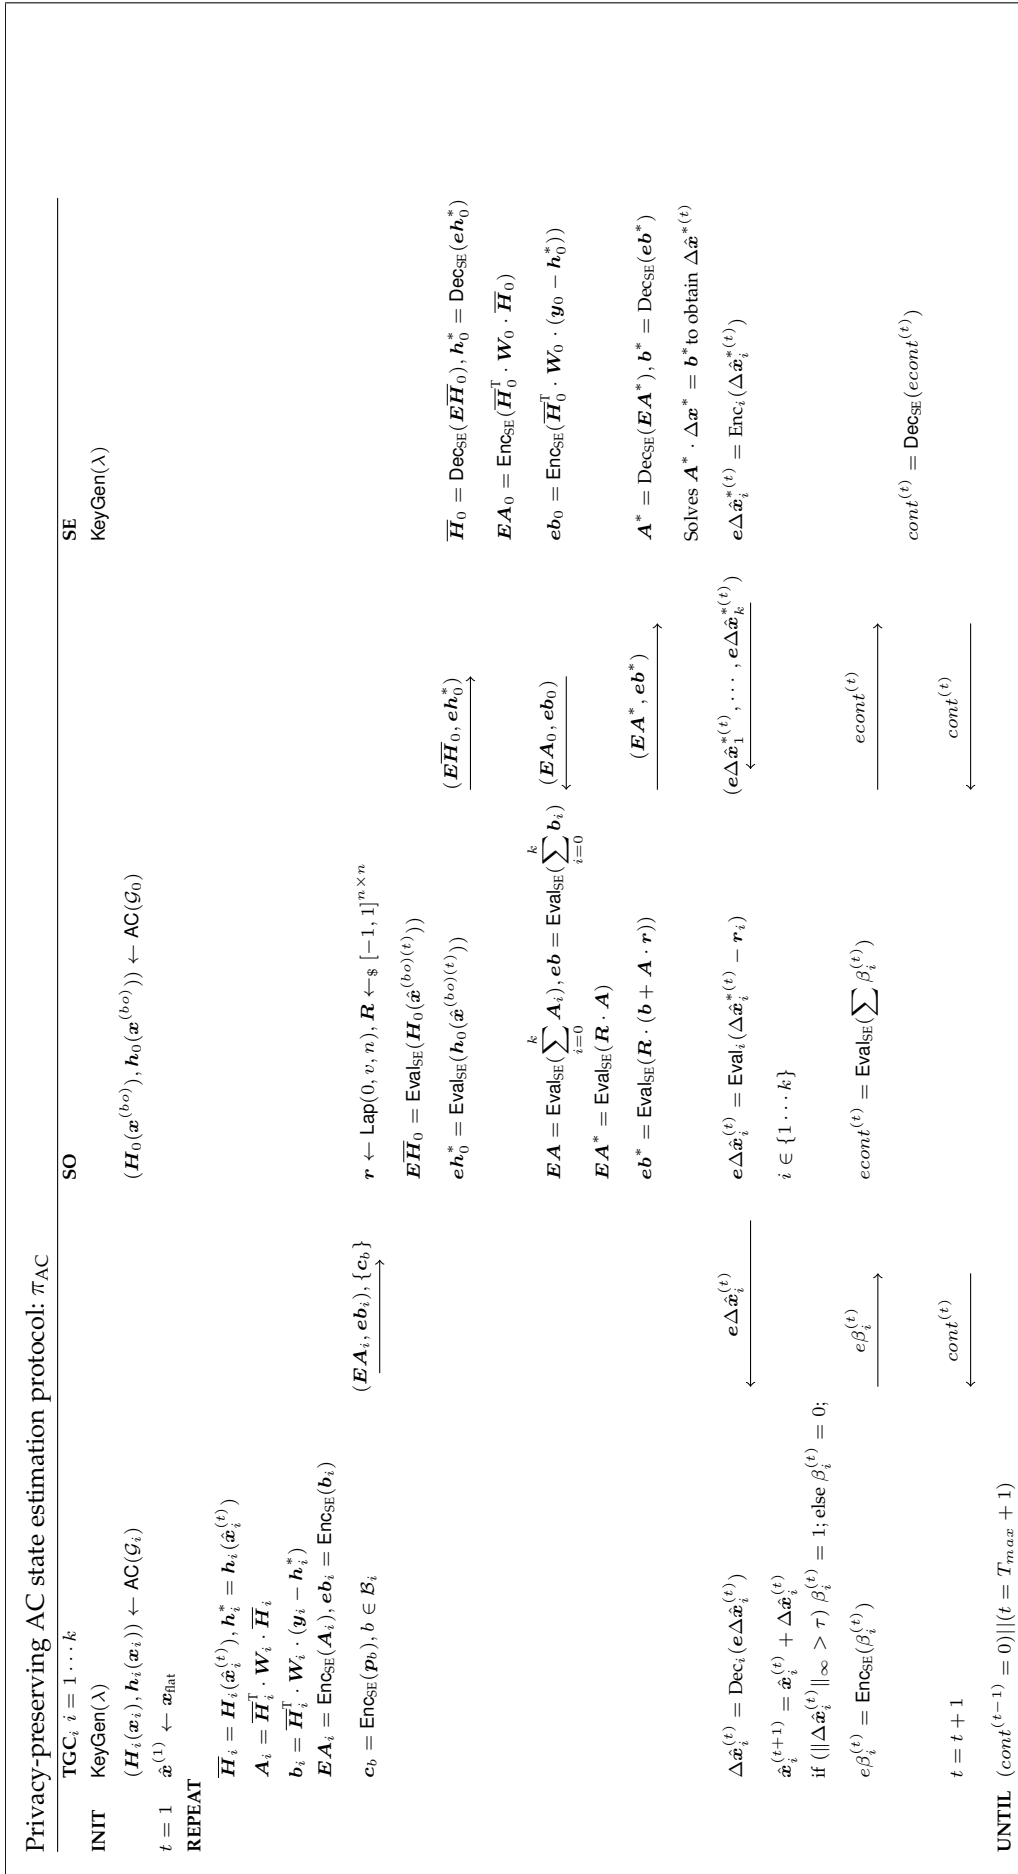 Privacy-preserving AC state estimation protocol: π_AC
TGC_i i = 1 ⋯ k SO SE
INIT KeyGen(λ) KeyGen(λ)
(H_i(x_i), h_i(x_i)) ← AC(𝒢_i) (H_0(x^{(bo)}), h_0(x^{(bo)})) ← AC(𝒢_0)
t = 1 x̂^{(1)} ← x_flat
REPEAT
H̅_i = H_i(x̂_i^{(t)}), h_i^* = h_i(x̂_i^{(t)})
A_i = H̅_i^T · W_i · H̅_i
b_i = H̅_i^T · W_i · (y_i − h_i^*)
EA_i = Enc_SE(A_i), eb_i = Enc_SE(b_i)
c_b = Enc_SE(p_b), b ∈ ℬ_i (EA_i, eb_i), {c_b} r ← Lap(0, v, n), R ←_$ [−1, 1]^{n×n}
EH̅_0 = Eval_SE(H_0(x̂^{(bo)(t)}))
eh_0^* = Eval_SE(h_0(x̂^{(bo)(t)})) (EH̅_0, eh_0^*) H̅_0 = Dec_SE(EH̅_0), h_0^* = Dec_SE(eh_0^*)
EA_0 = Enc_SE(H̅_0^T · W_0 · H̅_0)
EA = Eval_SE(∑_{i=0}^{k} A_i), eb = Eval_SE(∑_{i=0}^{k} b_i) (EA_0, eb_0) eb_0 = Enc_SE(H̅_0^T · W_0 · (y_0 − h_0^*))
EA^* = Eval_SE(R · A)
eb^* = Eval_SE(R · (b + A · r)) (EA^*, eb^*) A^* = Dec_SE(EA^*), b^* = Dec_SE(eb^*)
Solves A^* · Δx^* = b^* to obtain Δx̂^{*(t)}
Δx̂_i^{(t)} = Dec_i(eΔx̂_i^{(t)}) eΔx̂_i^{(t)} eΔx̂_i^{(t)} = Eval_i(Δx̂_i^{*(t)} − r_i) (eΔx̂_1^{*(t)}, ⋯ , eΔx̂_k^{*(t)}) eΔx̂_i^{*(t)} = Enc_i(Δx̂_i^{*(t)})
x̂_i^{(t+1)} = x̂_i^{(t)} + Δx̂_i^{(t)} i ∈ {1 ⋯ k}
if (‖Δx̂_i^{(t)}‖_∞ > τ) β_i^{(t)} = 1; else β_i^{(t)} = 0;
eβ_i^{(t)} = Enc_SE(β_i^{(t)}) eβ_i^{(t)} econt^{(t)} = Eval_SE(∑ β_i^{(t)}) econt^{(t)}
cont^{(t)} = Dec_SE(econt^{(t)})
t = t + 1 cont^{(t)} cont^{(t)}
UNTIL (cont^{(t−1)} = 0)||(t = T_max + 1)